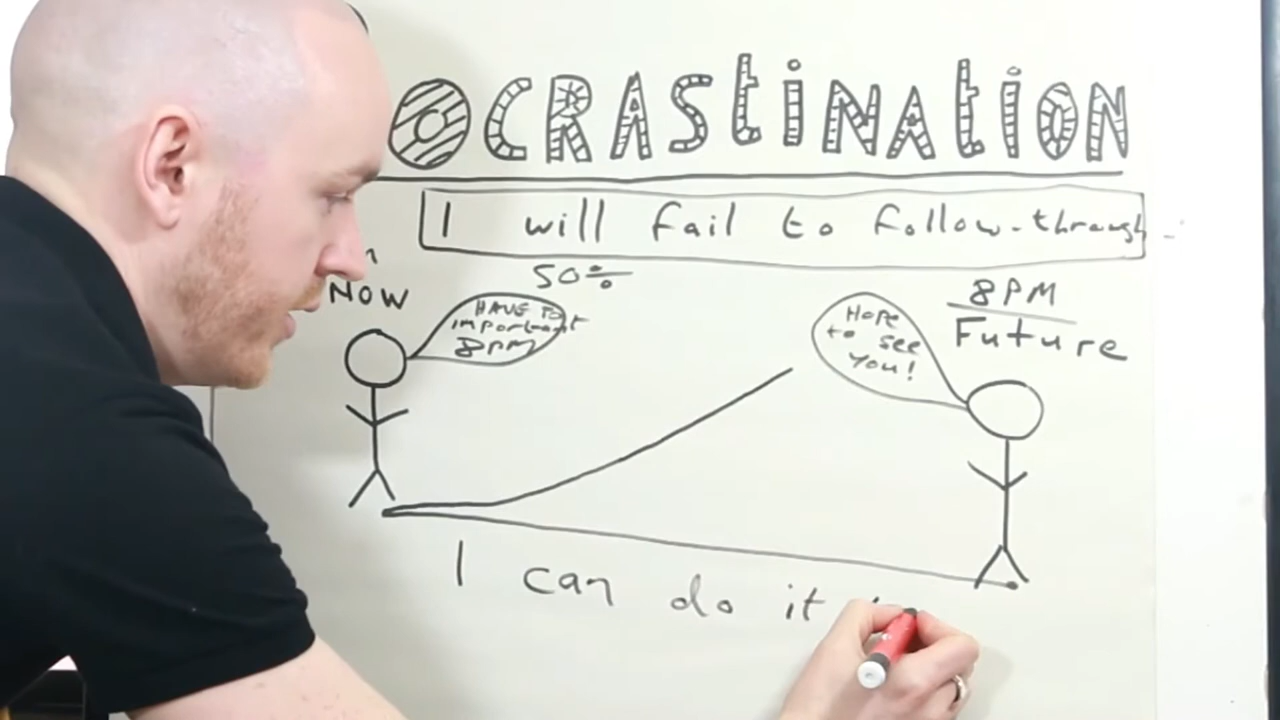 OCRAStiNAtiON
I will fail to follow-through
50%
NOW
HAVE TO
important
8pm
Hope
to see
you!
8PM
Future
I can do it